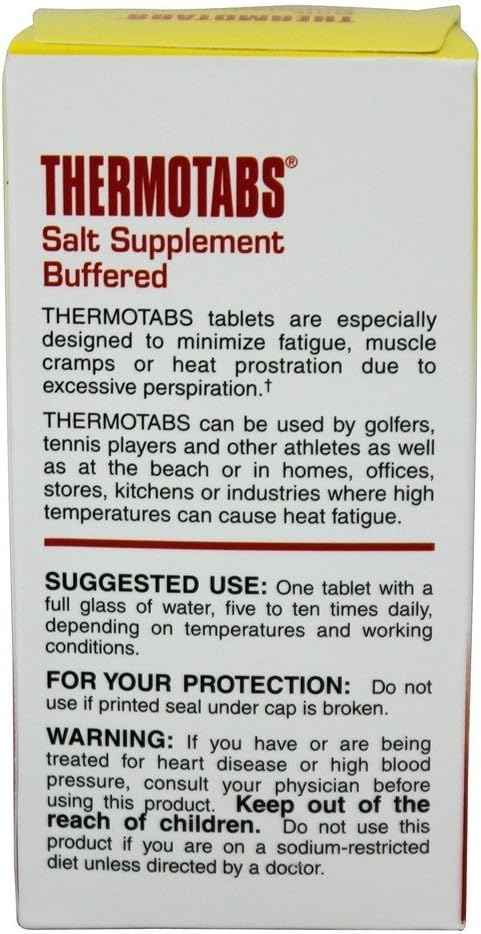 THERMOTABS
THERMOTABS®
Salt Supplement
Buffered
THERMOTABS tablets are especially
designed to minimize fatigue, muscle
cramps or heat prostration due to
excessive perspiration.†
THERMOTABS can be used by golfers,
tennis players and other athletes as well
as at the beach or in homes, offices,
stores, kitchens or industries where high
temperatures can cause heat fatigue.
SUGGESTED USE: One tablet with a
full glass of water, five to ten times daily,
depending on temperatures and working
conditions.
FOR YOUR PROTECTION: Do not
use if printed seal under cap is broken.
WARNING: If you have or are being
treated for heart disease or high blood
pressure, consult your physician before
using this product. Keep out of the
reach of children. Do not use this
product if you are on a sodium-restricted
diet unless directed by a doctor.